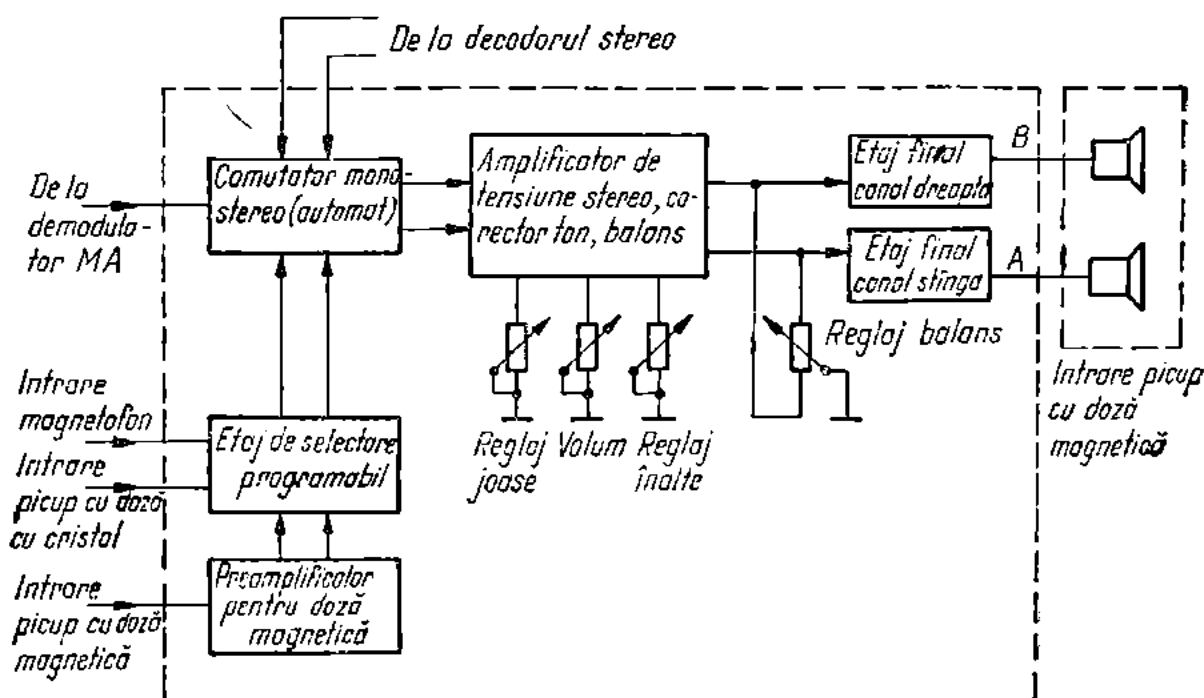 De la decodorul stereo
De la
demodula-
tor MA
Comutator mono-
stereo (automat)
Amplificator de
tensiune stereo, co-
rector ton, balans
Etaj final
canal dreapta
B
Etaj final
canal stînga
A
Reglaj
joase
Volum
Reglaj
înalte
Reglaj balans
Intrare picup
cu doză
magnetică
Intrare
magnetofon
Intrare
picup cu doză
cu cristal
Etaj de selectare
programabil
Intrare
picup cu doză
magnetică
Preamplificator
pentru doză
magnetică